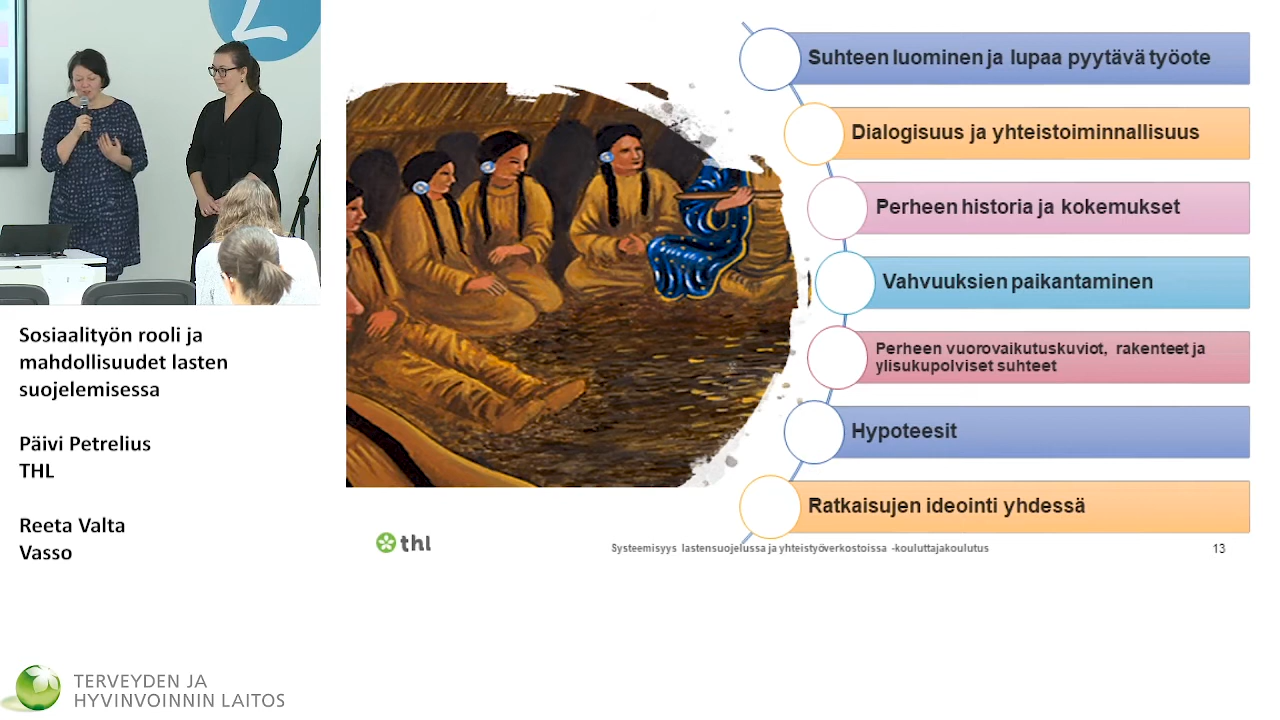 Sosiaalityön rooli ja
mahdollisuudet lasten
suojelemisessa
Päivi Petrelius
THL
Reeta Valta
Vasso
TERVEYDEN JA
HYVINVOINNIN LAITOS
Suhteen luominen ja lupaa pyytävä työote
Dialogisuus ja yhteistoiminnallisuus
Perheen historia ja kokemukset
Vahvuuksien paikantaminen
Perheen vuorovaikutuskuviot, rakenteet ja
ylisukupolviset suhteet
Hypoteesit
Ratkaisujen ideointi yhdessä
thl
Systeemisyys lastensuojelussa ja yhteistyöverkostoissa -kouluttajakoulutus
13